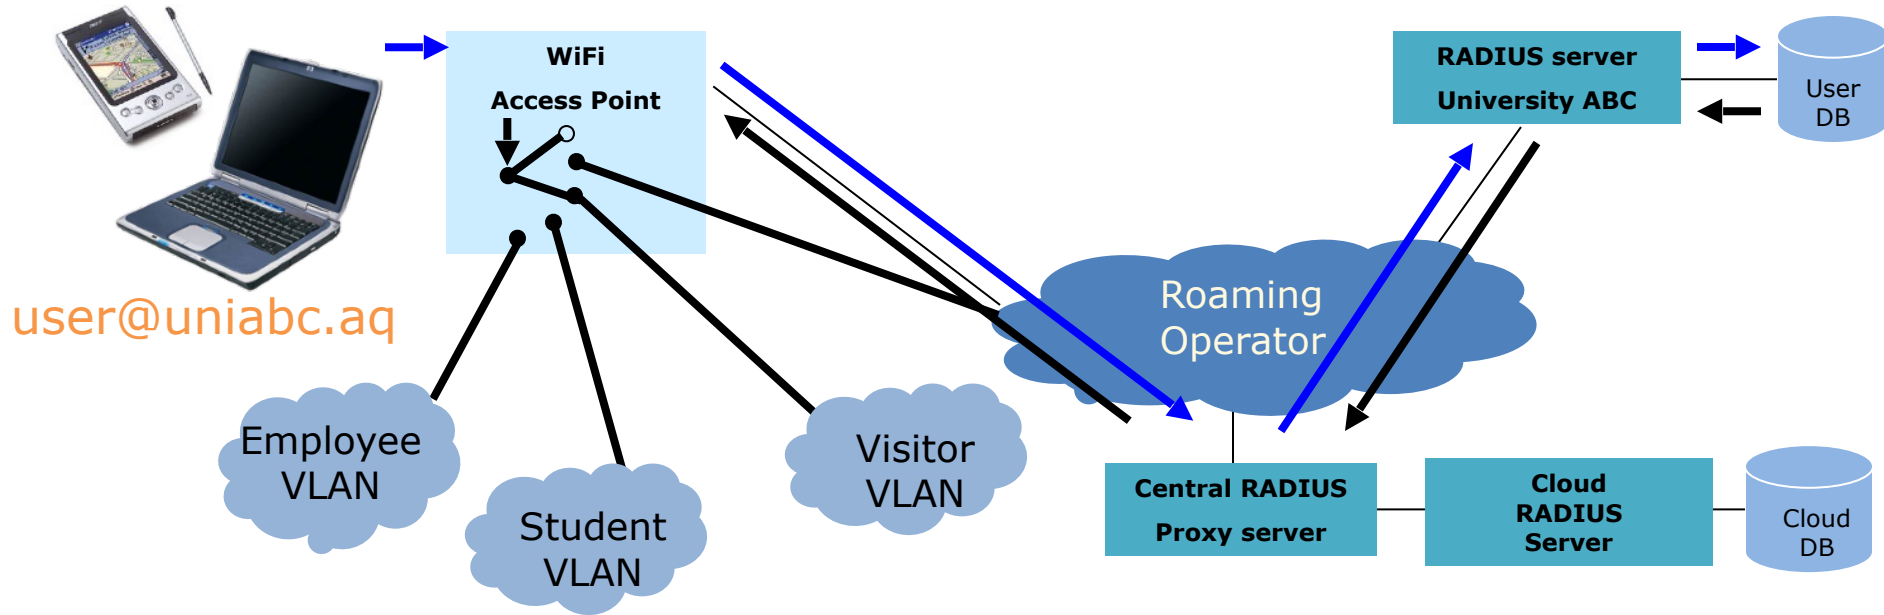 WiFi
Access Point
RADIUS server
University ABC
User
DB
user@uniabc.aq
Roaming
Operator
Employee
VLAN
Student
VLAN
Visitor
VLAN
Central RADIUS
Proxy server
Cloud
RADIUS
Server
Cloud
DB